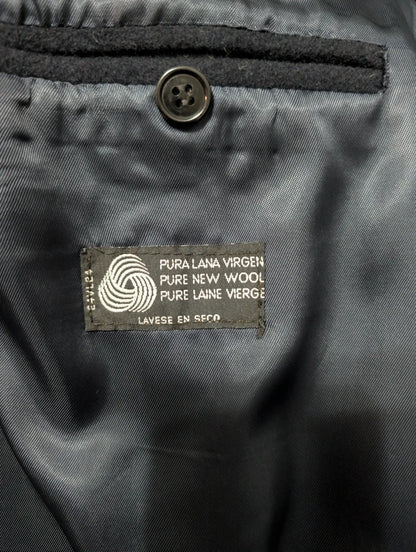 PURA LANA VIRGEN
PURE NEW WOOL
PURE LAINE VIERGE
LAVESE EN SECO